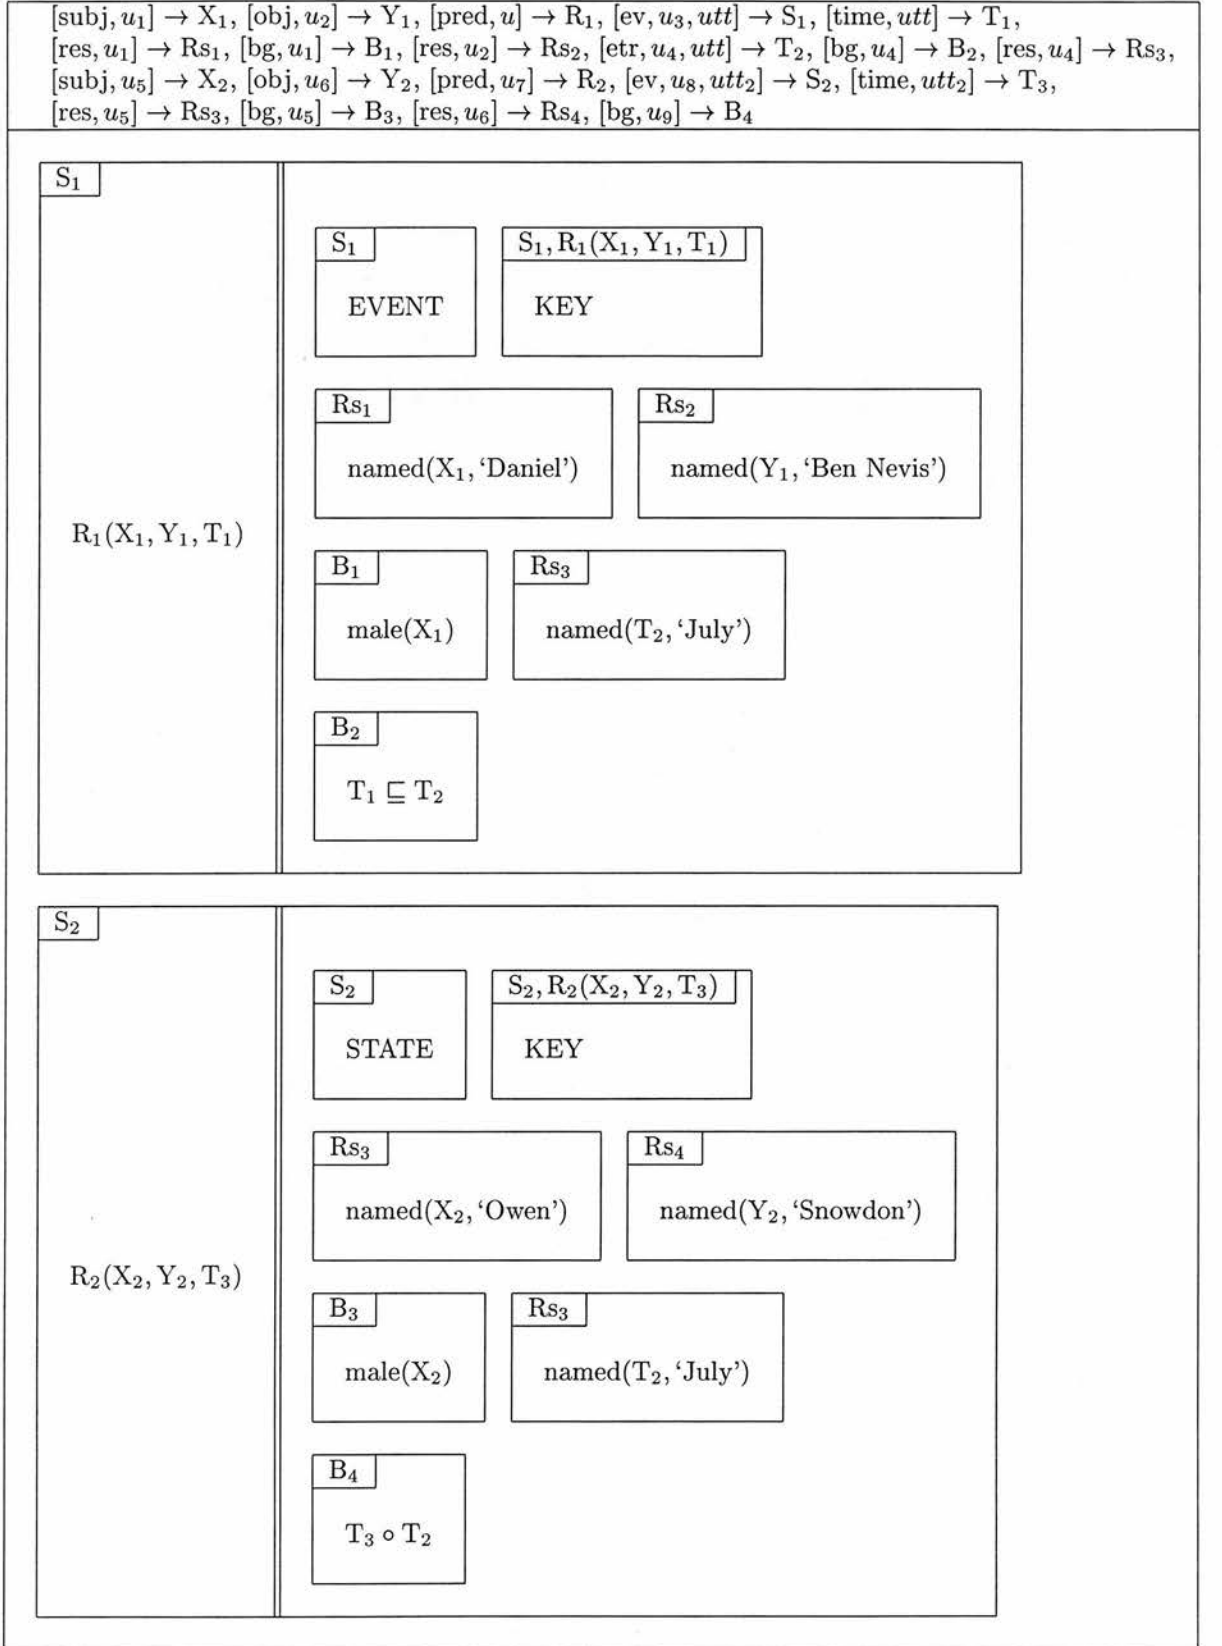 [subj, u₁] → X₁, [obj, u₂] → Y₁, [pred, u] → R₁, [ev, u₃, utt] → S₁, [time, utt] → T₁,
[res, u₁] → Rs₁, [bg, u₁] → B₁, [res, u₂] → Rs₂, [etr, u₄, utt] → T₂, [bg, u₄] → B₂, [res, u₄] → Rs₃,
[subj, u₅] → X₂, [obj, u₆] → Y₂, [pred, u₇] → R₂, [ev, u₈, utt₂] → S₂, [time, utt₂] → T₃,
[res, u₅] → Rs₃, [bg, u₅] → B₃, [res, u₆] → Rs₄, [bg, u₉] → B₄
S₁
S₁ S₁, R₁(X₁, Y₁, T₁)
EVENT KEY
Rs₁ Rs₂
named(X₁, ‘Daniel’) named(Y₁, ‘Ben Nevis’)
R₁(X₁, Y₁, T₁)
B₁ Rs₃
male(X₁) named(T₂, ‘July’)
B₂
T₁ ⊑ T₂
S₂
S₂ S₂, R₂(X₂, Y₂, T₃)
STATE KEY
Rs₃ Rs₄
named(X₂, ‘Owen’) named(Y₂, ‘Snowdon’)
R₂(X₂, Y₂, T₃)
B₃ Rs₃
male(X₂) named(T₂, ‘July’)
B₄
T₃ ∘ T₂